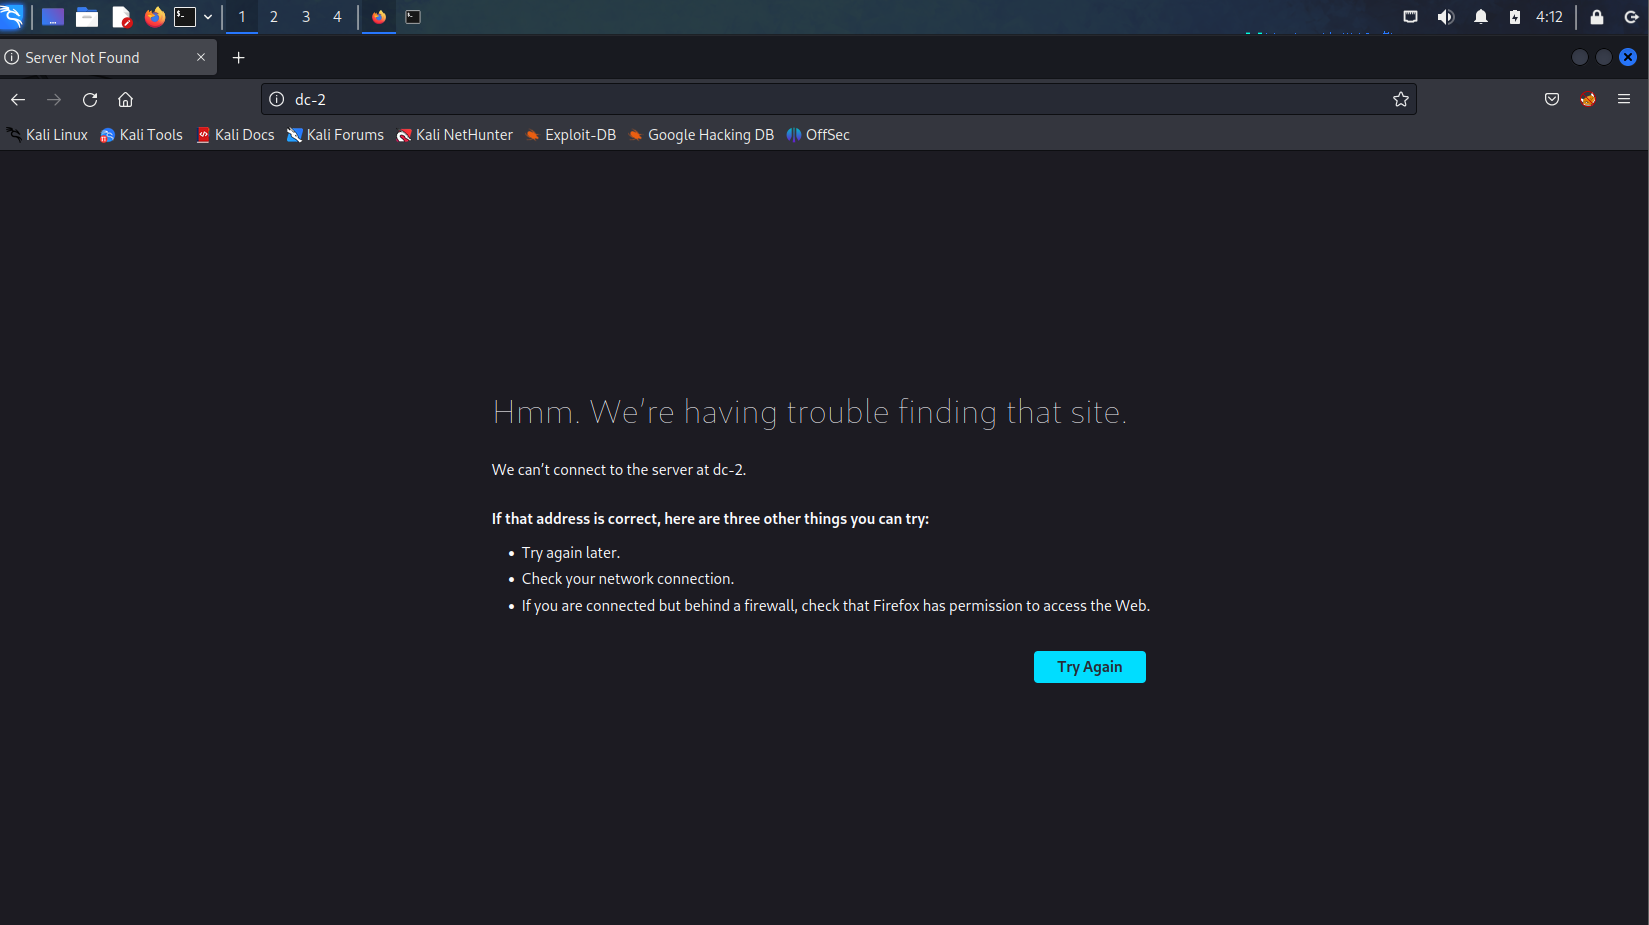 1 2 3 4 4:12
Server Not Found
dc-2
Kali Linux Kali Tools Kali Docs Kali Forums Kali NetHunter Exploit-DB Google Hacking DB OffSec
Hmm. We're having trouble finding that site.
We can't connect to the server at dc-2.
If that address is correct, here are three other things you can try:
• Try again later.
• Check your network connection.
• If you are connected but behind a firewall, check that Firefox has permission to access the Web.
Try Again